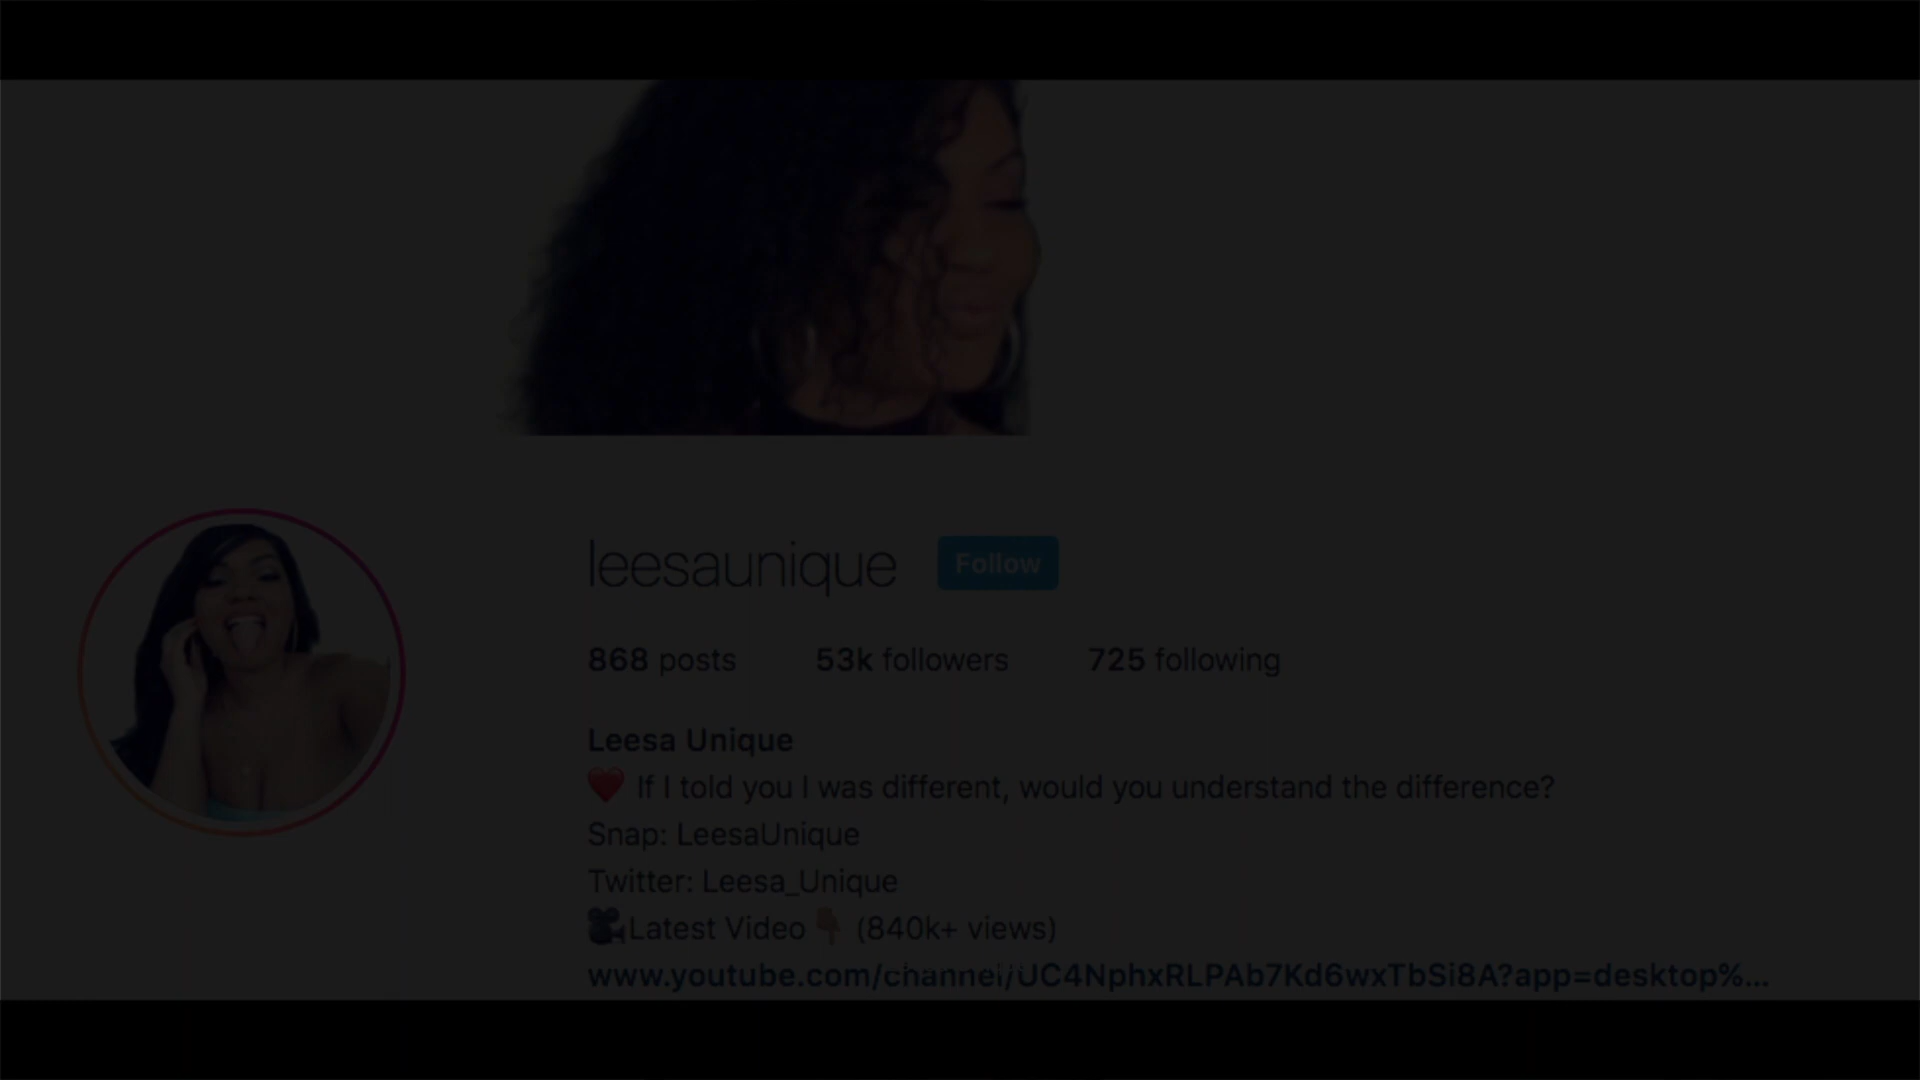 leesaunique Follow
868 posts 53k followers 725 following
Leesa Unique
❤️ If I told you I was different, would you understand the difference?
Snap: LeesaUnique
Twitter: Leesa_Unique
🎥Latest Video 👇🏾 (840k+ views)
www.youtube.com/channel/UC4NphxRLPAb7Kd6wxTbSi8A?app=desktop%...